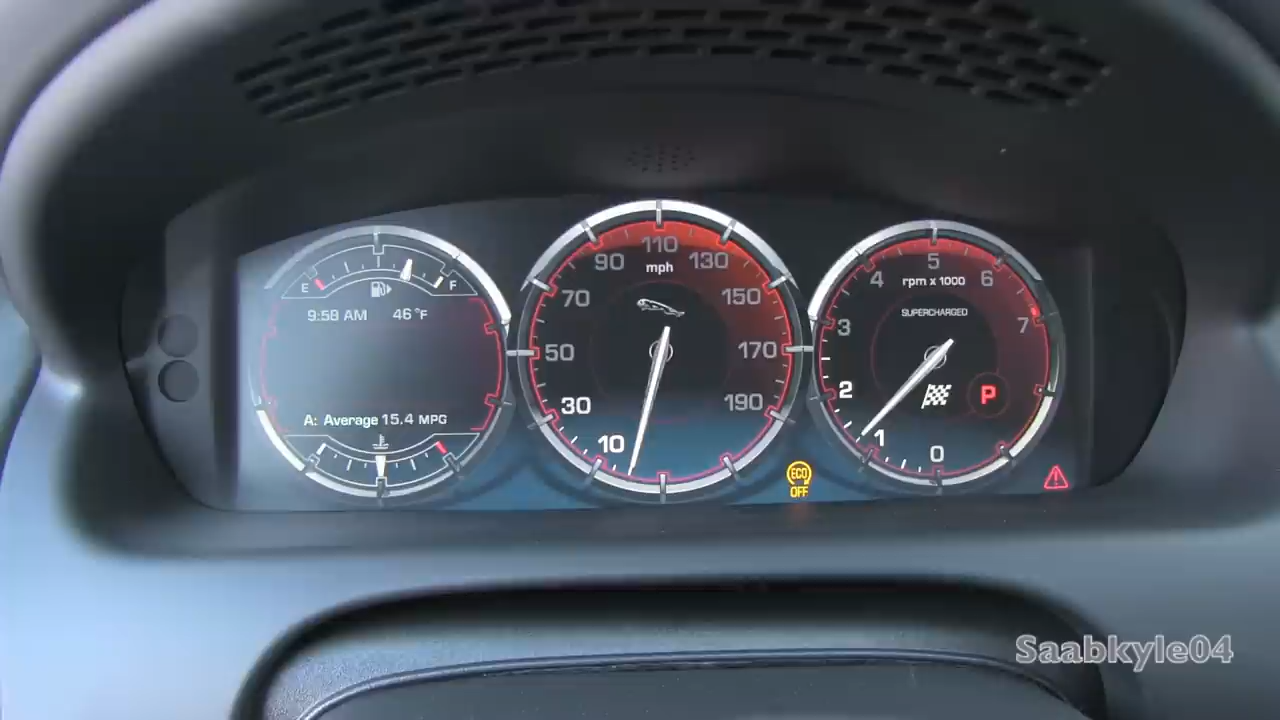 E F
9:58 AM 46°F
A: Average 15.4 MPG
110
90 130
mph
70 150
50 170
30 190
10
5
4 6
rpm x 1000
SUPERCHARGED
3 7
2 P
1 0
ECO
OFF
Saabkyle04